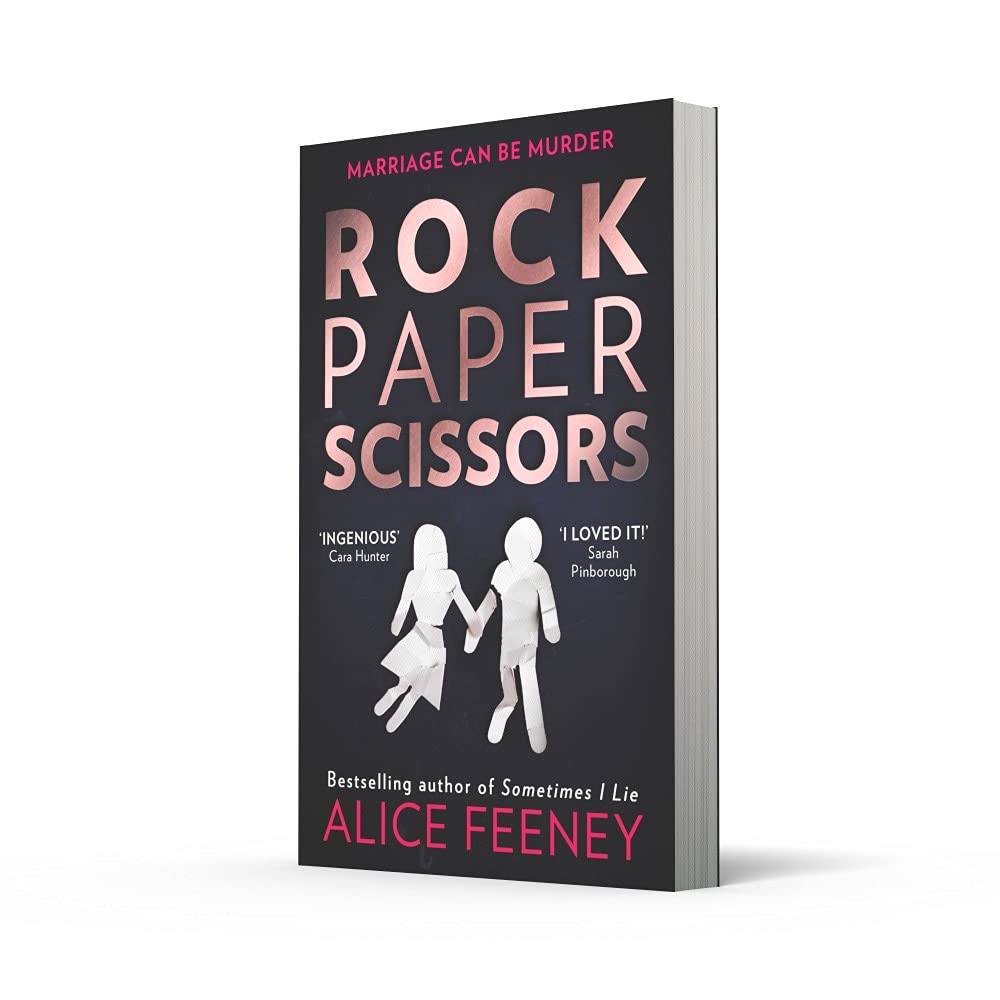 MARRIAGE CAN BE MURDER
ROCK
PAPER
SCISSORS
‘INGENIOUS’
Cara Hunter
‘I LOVED IT!’
Sarah
Pinborough
Bestselling author of Sometimes I Lie
ALICE FEENEY